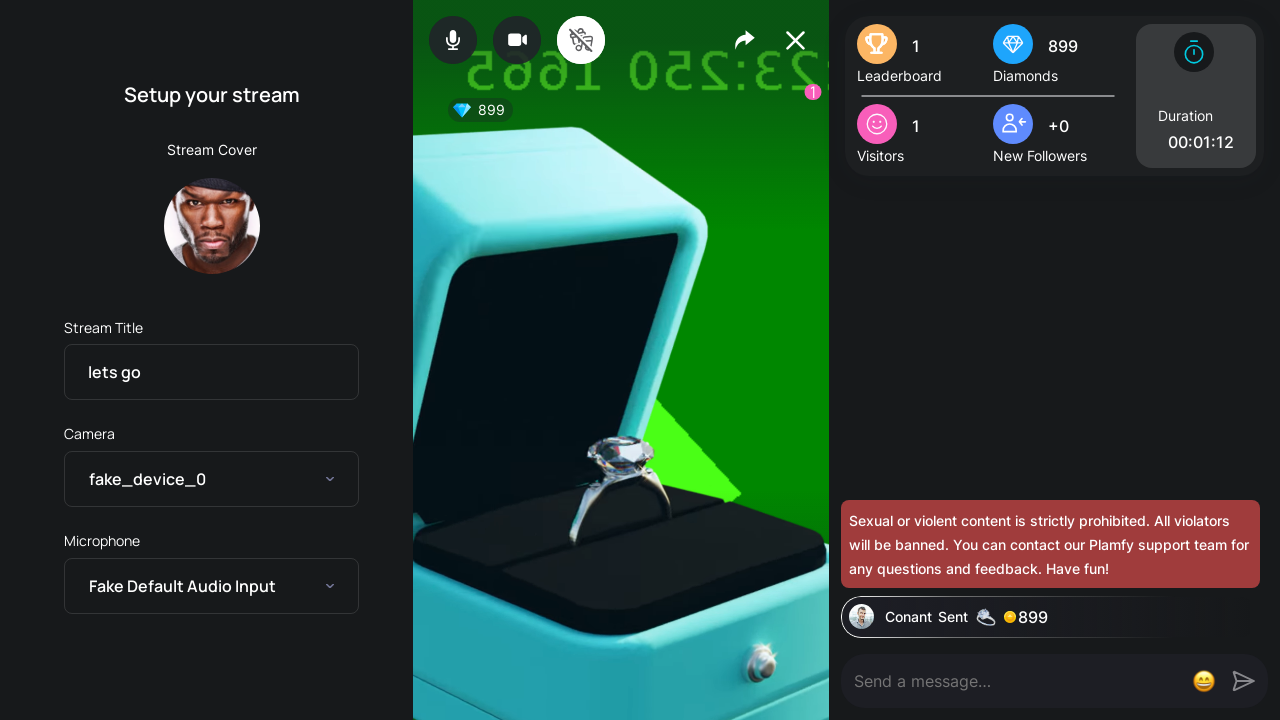 Setup your stream
Stream Cover
Stream Title
lets go
Camera
fake_device_0
Microphone
Fake Default Audio Input
899
1
1
Leaderboard
899
Diamonds
1
Visitors
+0
New Followers
Duration
00:01:12
Sexual or violent content is strictly prohibited. All violators
will be banned. You can contact our Plamfy support team for
any questions and feedback. Have fun!
Conant Sent 899
Send a message...